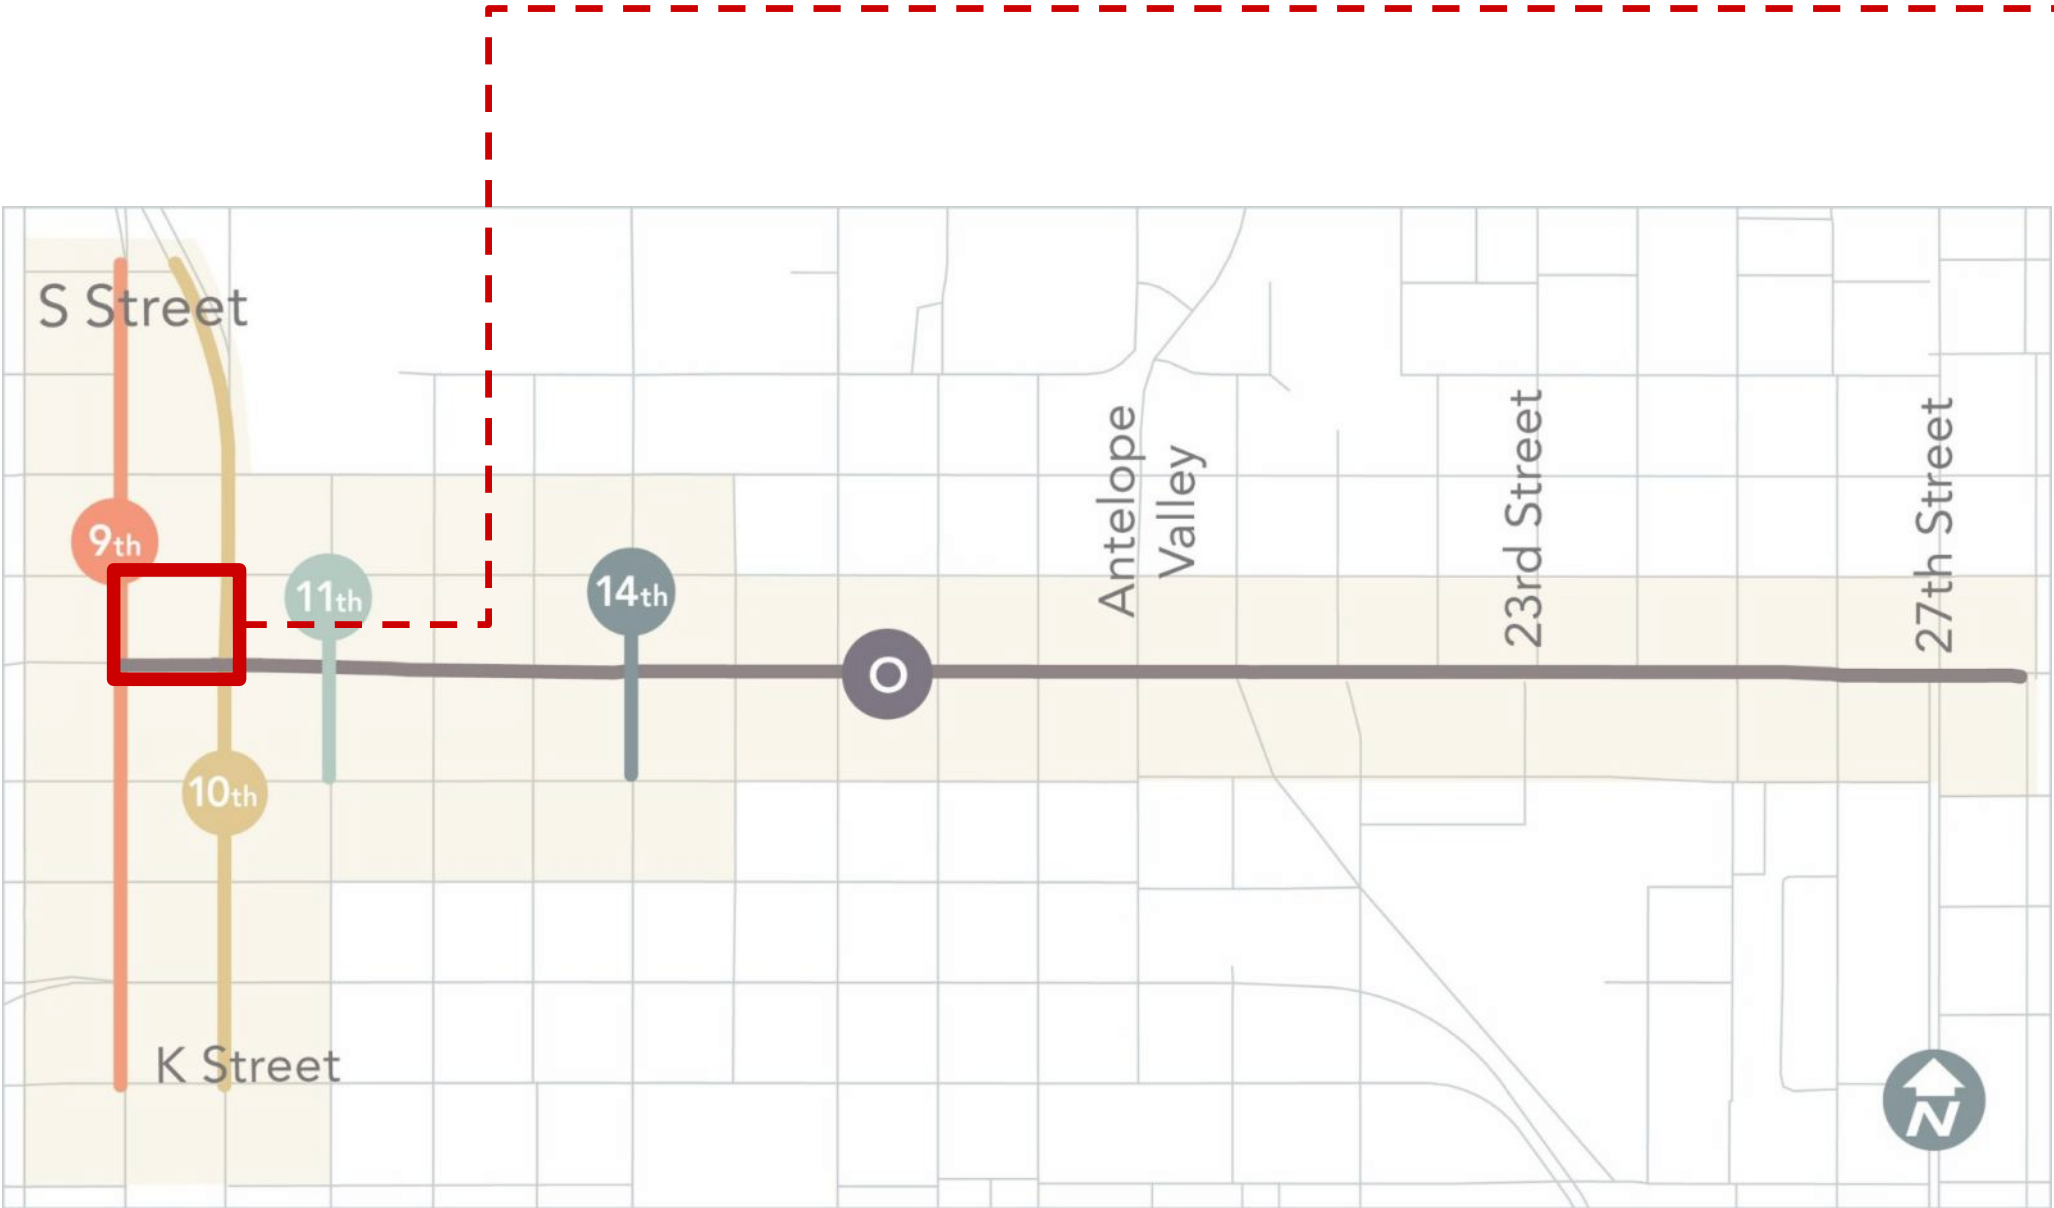 S Street
9th
11th
14th
Antelope
Valley
23rd Street
27th Street
O
10th
K Street
N